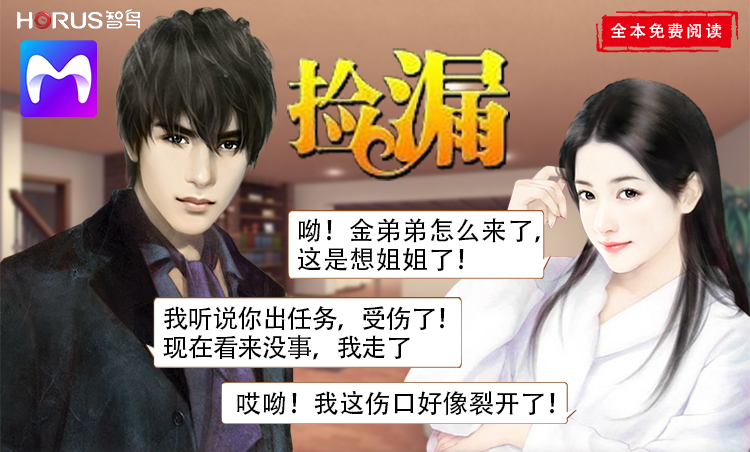 HORUS智鸟
全本免费阅读
捡漏
呦！金弟弟怎么来了，
这是想姐姐了！
我听说你出任务，受伤了！
现在看来没事，我走了
哎呦！我这伤口好像裂开了！